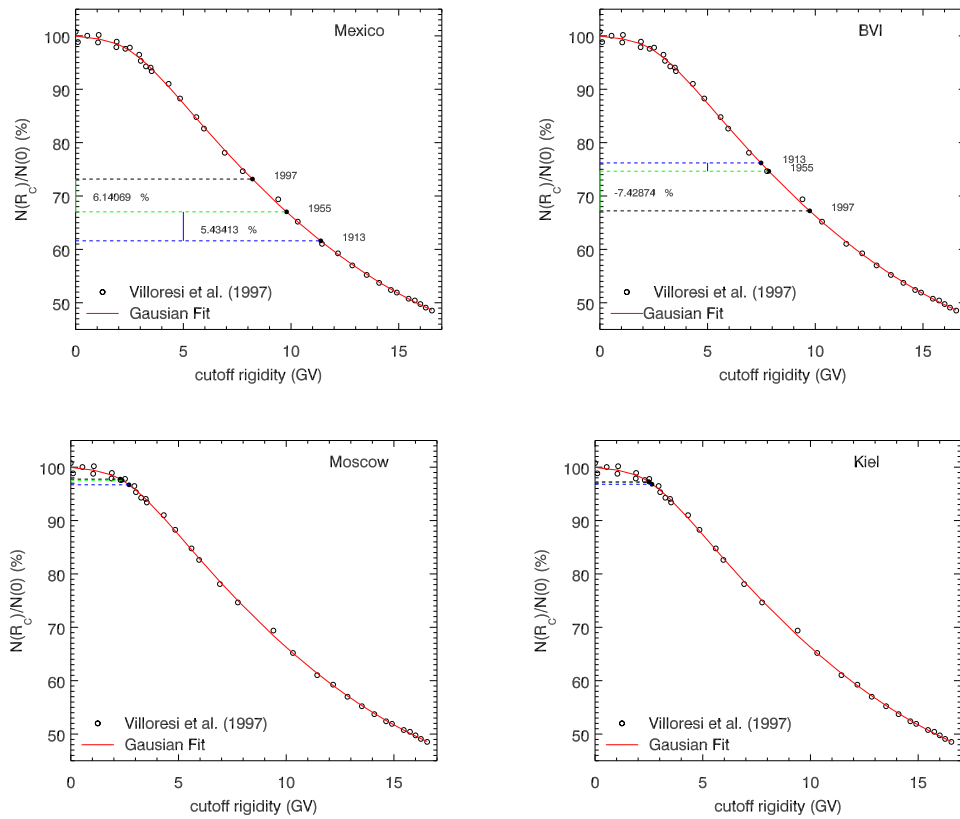 Mexico
N(R_C)/N(0) (%)
100
90
80
70
60
50
1997
6.14069 %
1955
5.43413 %
1913
Villoresi et al. (1997)
Gausian Fit
0 5 10 15
cutoff rigidity (GV)
BVI
N(R_C)/N(0) (%)
100
90
80
70
60
50
1913
1955
-7.42874 %
1997
Villoresi et al. (1997)
Gausian Fit
0 5 10 15
cutoff rigidity (GV)
Moscow
N(R_C)/N(0) (%)
100
90
80
70
60
50
Villoresi et al. (1997)
Gausian Fit
0 5 10 15
cutoff rigidity (GV)
Kiel
N(R_C)/N(0) (%)
100
90
80
70
60
50
Villoresi et al. (1997)
Gausian Fit
0 5 10 15
cutoff rigidity (GV)